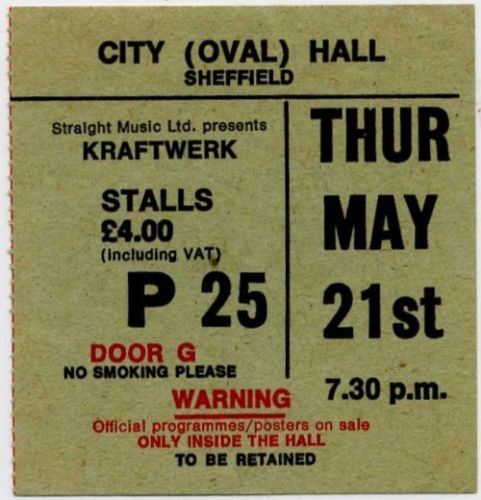 CITY (OVAL) HALL
SHEFFIELD
Straight Music Ltd. presents
KRAFTWERK
STALLS
£4.00
(including VAT)
P 25
DOOR G
NO SMOKING PLEASE
THUR
MAY
21st
7.30 p.m.
WARNING
Official programmes/posters on sale
ONLY INSIDE THE HALL
TO BE RETAINED